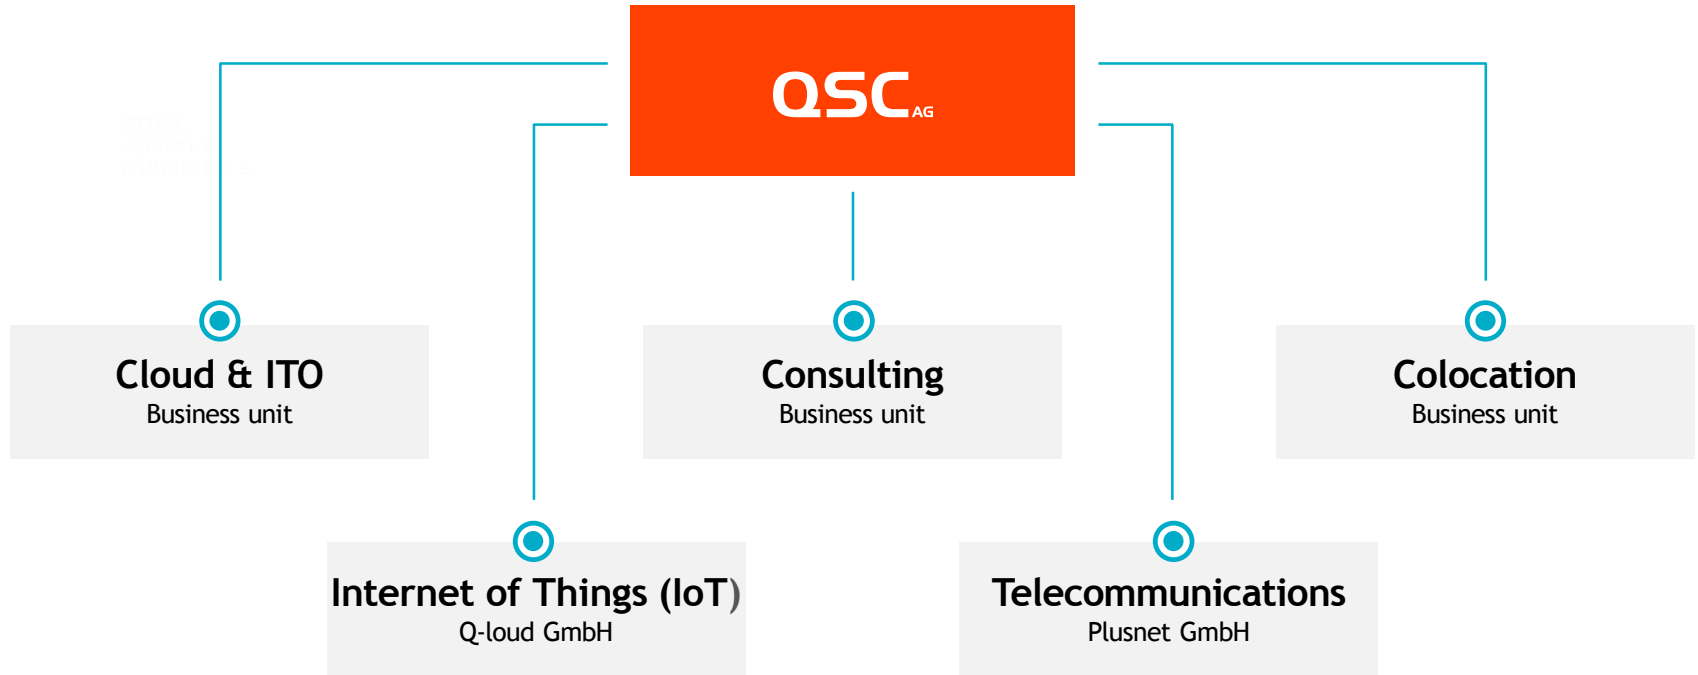 QSC AG
Cloud & ITO
Business unit
Consulting
Business unit
Colocation
Business unit
Internet of Things (IoT)
Q-loud GmbH
Telecommunications
Plusnet GmbH